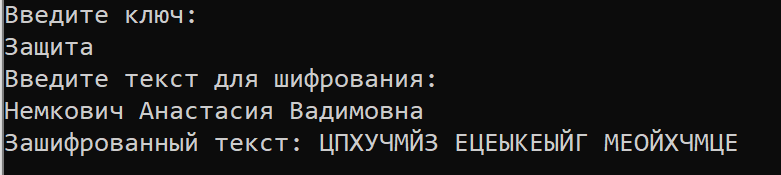 Введите ключ:
Защита
Введите текст для шифрования:
Немкович Анастасия Вадимовна
Зашифрованный текст: ЦПХУЧМЙЗ ЕЦЕЫКЕЫЙГ МЕОЙХЧМЦЕ